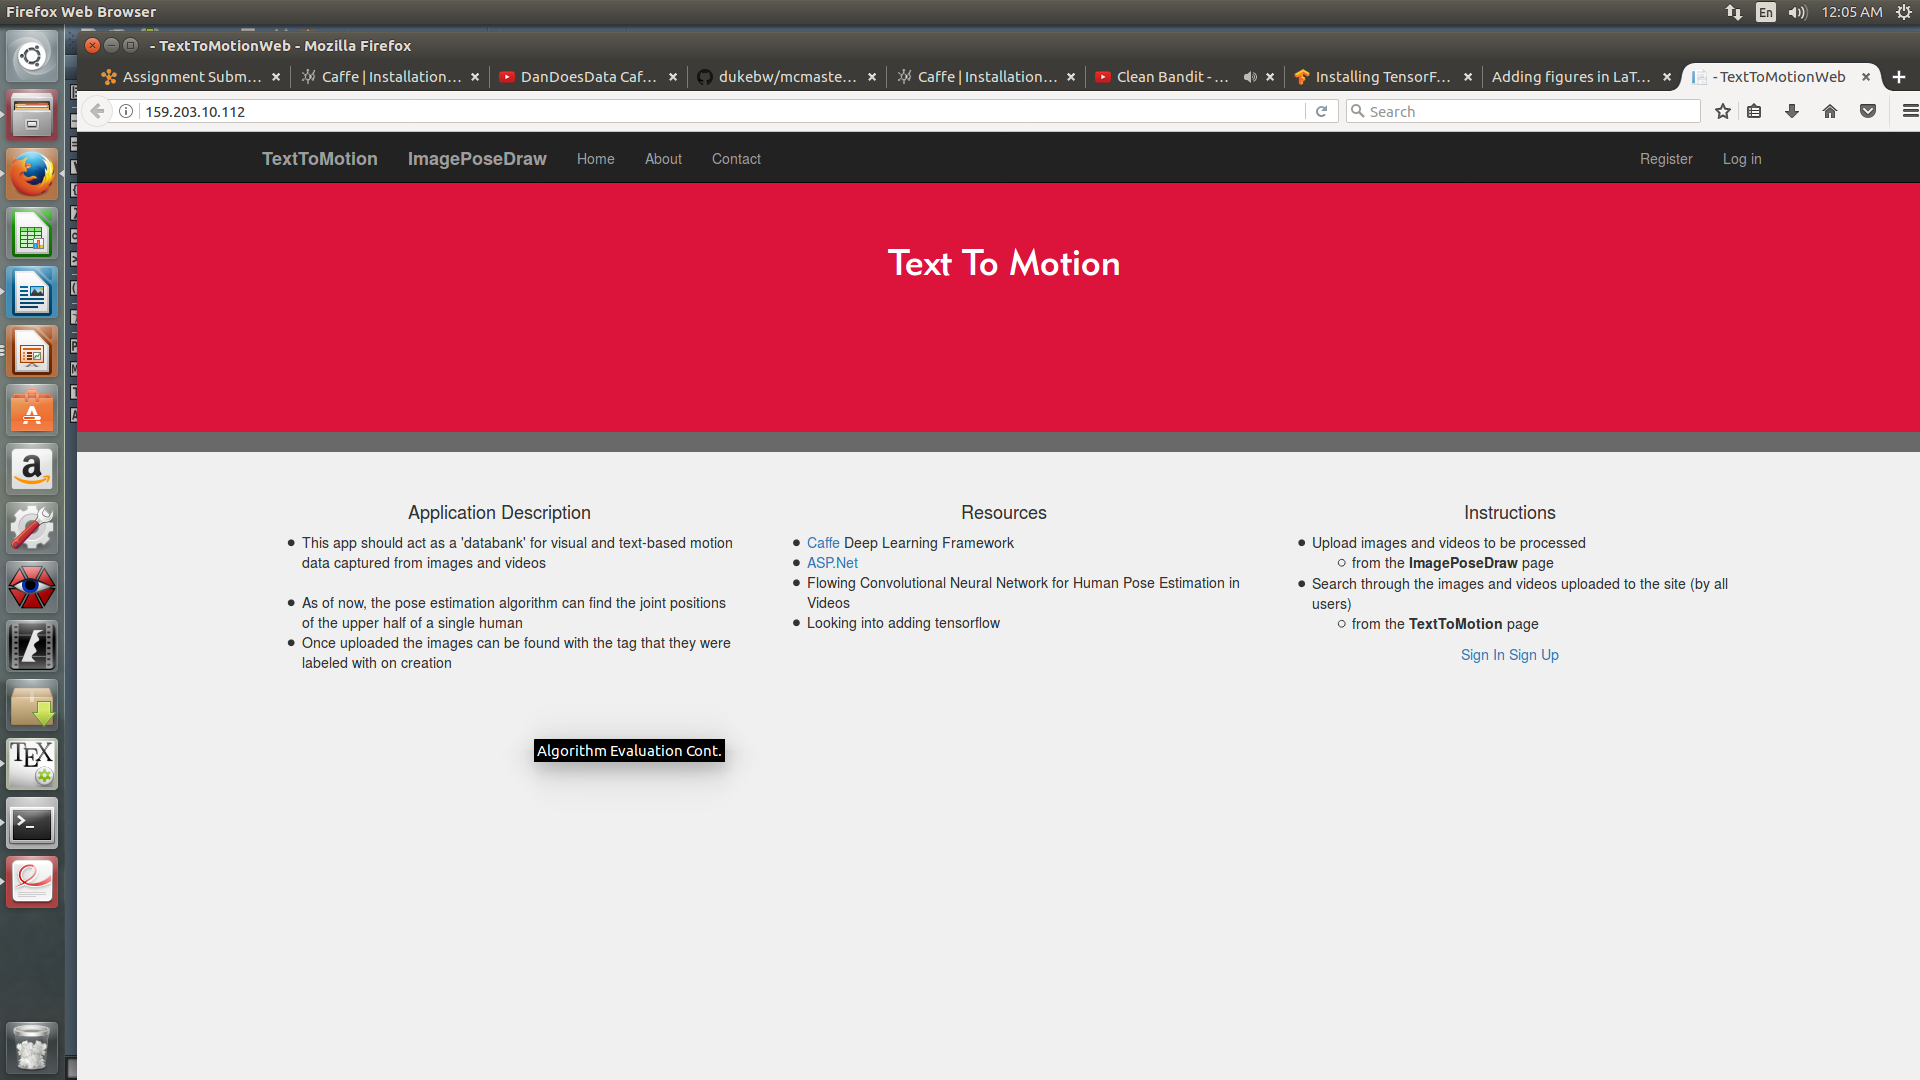 Firefox Web Browser
En
12:05 AM
- TextToMotionWeb - Mozilla Firefox
Assignment Subm...
Caffe | Installation...
DanDoesData Caf...
dukebw/mcmaste...
Caffe | Installation...
Clean Bandit - ...
Installing TensorF...
Adding figures in LaT...
- TextToMotionWeb
159.203.10.112
Search
TextToMotion
ImagePoseDraw
Home
About
Contact
Register
Log in
Text To Motion
Application Description
This app should act as a 'databank' for visual and text-based motion
data captured from images and videos
As of now, the pose estimation algorithm can find the joint positions
of the upper half of a single human
Once uploaded the images can be found with the tag that they were
labeled with on creation
Resources
Caffe Deep Learning Framework
ASP.Net
Flowing Convolutional Neural Network for Human Pose Estimation in
Videos
Looking into adding tensorflow
Instructions
Upload images and videos to be processed
from the ImagePoseDraw page
Search through the images and videos uploaded to the site (by all
users)
from the TextToMotion page
Sign In Sign Up
Algorithm Evaluation Cont.
TEX